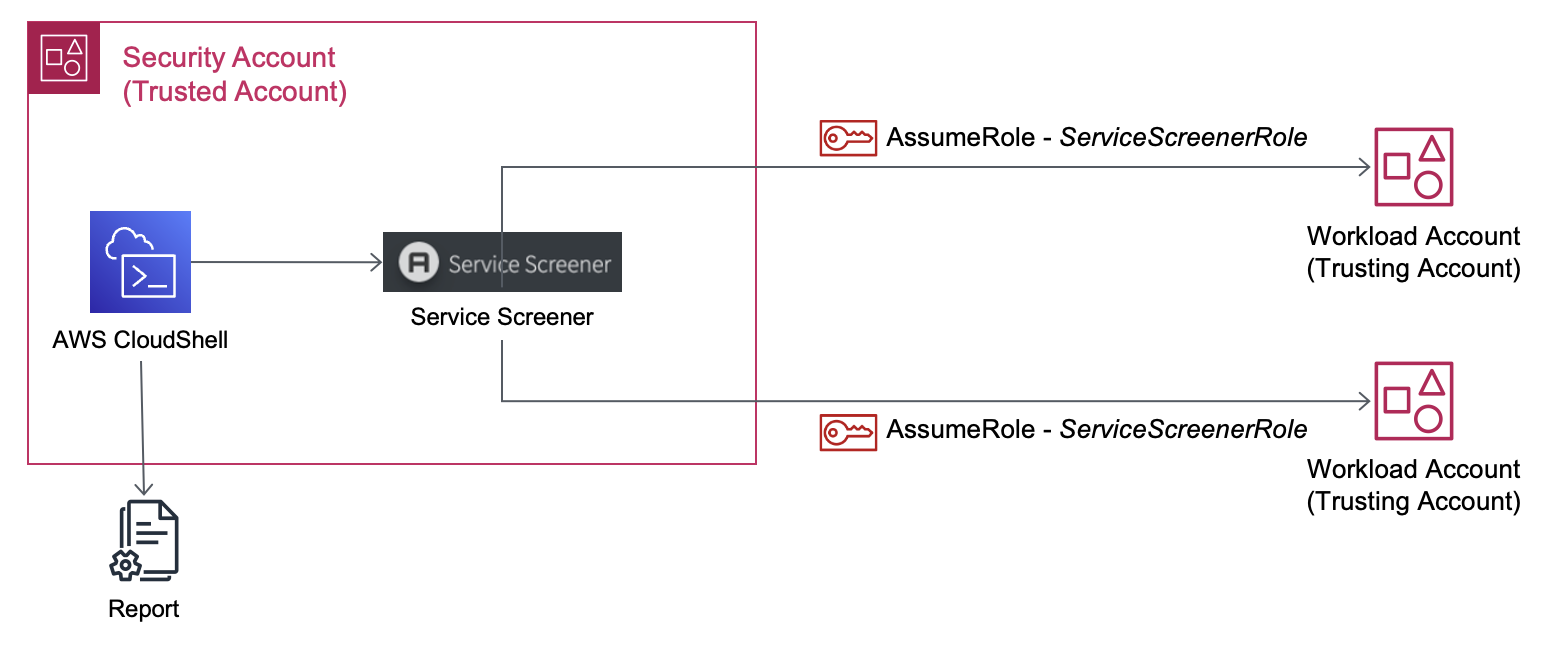 Security Account
(Trusted Account)
AssumeRole - ServiceScreenerRole
Workload Account
(Trusting Account)
Service Screener
Service Screener
AWS CloudShell
AssumeRole - ServiceScreenerRole
Workload Account
(Trusting Account)
Report